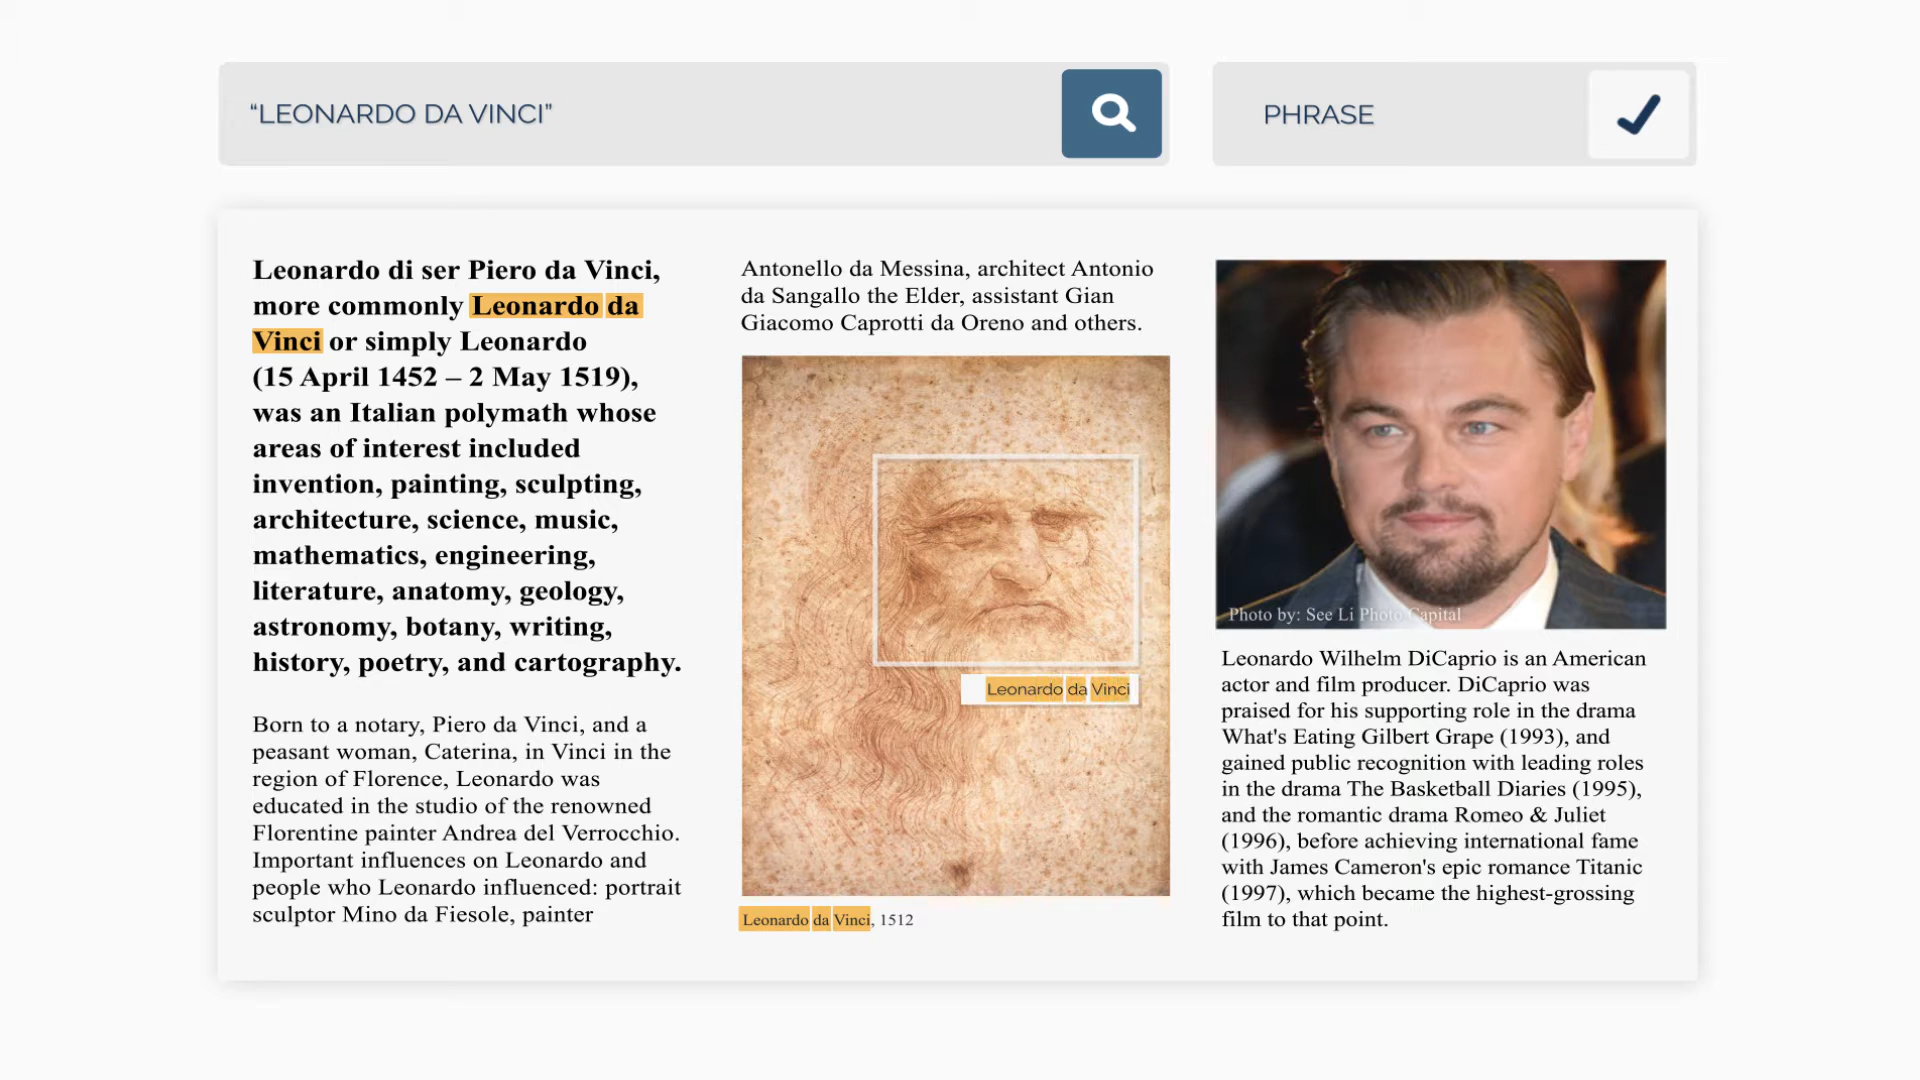 “LEONARDO DA VINCI”
PHRASE
Leonardo di ser Piero da Vinci,
more commonly Leonardo da
Vinci or simply Leonardo
(15 April 1452 – 2 May 1519),
was an Italian polymath whose
areas of interest included
invention, painting, sculpting,
architecture, science, music,
mathematics, engineering,
literature, anatomy, geology,
astronomy, botany, writing,
history, poetry, and cartography.
Born to a notary, Piero da Vinci, and a
peasant woman, Caterina, in Vinci in the
region of Florence, Leonardo was
educated in the studio of the renowned
Florentine painter Andrea del Verrocchio.
Important influences on Leonardo and
people who Leonardo influenced: portrait
sculptor Mino da Fiesole, painter
Antonello da Messina, architect Antonio
da Sangallo the Elder, assistant Gian
Giacomo Caprotti da Oreno and others.
Leonardo da Vinci
Leonardo da Vinci, 1512
Photo by: See Li Photo Capital
Leonardo Wilhelm DiCaprio is an American
actor and film producer. DiCaprio was
praised for his supporting role in the drama
What's Eating Gilbert Grape (1993), and
gained public recognition with leading roles
in the drama The Basketball Diaries (1995),
and the romantic drama Romeo & Juliet
(1996), before achieving international fame
with James Cameron's epic romance Titanic
(1997), which became the highest-grossing
film to that point.